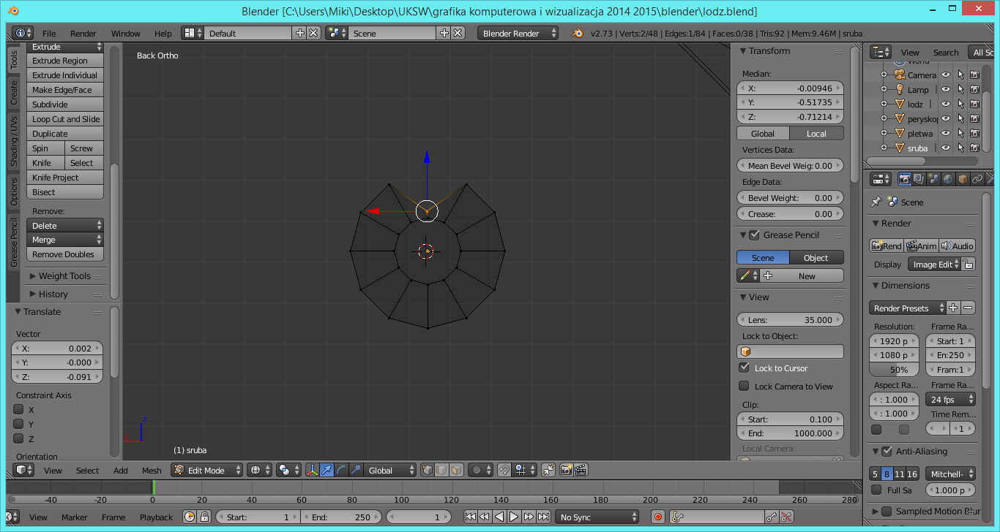 Blender [C:\Users\Miki\Desktop\UKSW\grafika komputerowa i wizualizacja 2014 2015\blender\lodz.blend]
File Render Window Help Default Scene Blender Render v2.73 | Verts:2/48 | Edges:1/84 | Faces:0/38 | Tris:92 | Mem:9.46M | sruba
Tools
Create
Shading / UVs
Options
Grease Pencil
Extrude
Extrude Region
Extrude Individual
Make Edge/Face
Subdivide
Loop Cut and Slide
Duplicate
Spin Screw
Knife Select
Knife Project
Bisect
Remove:
Delete
Merge
Remove Doubles
Weight Tools
History
Translate
Vector
X: 0.002
Y: -0.000
Z: -0.091
Constraint Axis
X
Y
Z
Orientation
Back Ortho
z
x
(1) sruba
View Select Add Mesh Edit Mode Global
Transform
Median:
X: -0.00946
Y: -0.51735
Z: -0.71214
Global Local
Vertices Data:
Mean Bevel Weig: 0.00
Edge Data:
Bevel Weight: 0.00
Crease: 0.00
Grease Pencil
Scene Object
New
View
Lens: 35.000
Lock to Object:
Lock to Cursor
Lock Camera to View
Clip:
Start: 0.100
End: 1000.000
Local Camera:
View Search All Sc
World
Camera
Lamp
lodz
perysko
pletwa
sruba
Scene
Render
Rend Anim Audio
Display Image Edit
Dimensions
Render Presets
Resolution: Frame Ra...
1920 p Start: 1
1080 p En:250
50% Fram:1
Aspect Ra... Frame Ra...
: 1.000 24 fps
: 1.000 Time Rem...
1
Anti-Aliasing
5 8 11 16 Mitchell-
Full Sa 1.000 p
Sampled Motion Blur
-40 -20 0 20 40 60 80 100 120 140 160 180 200 220 240 260 280
View Marker Frame Playback Start: 1 End: 250 1 No Sync